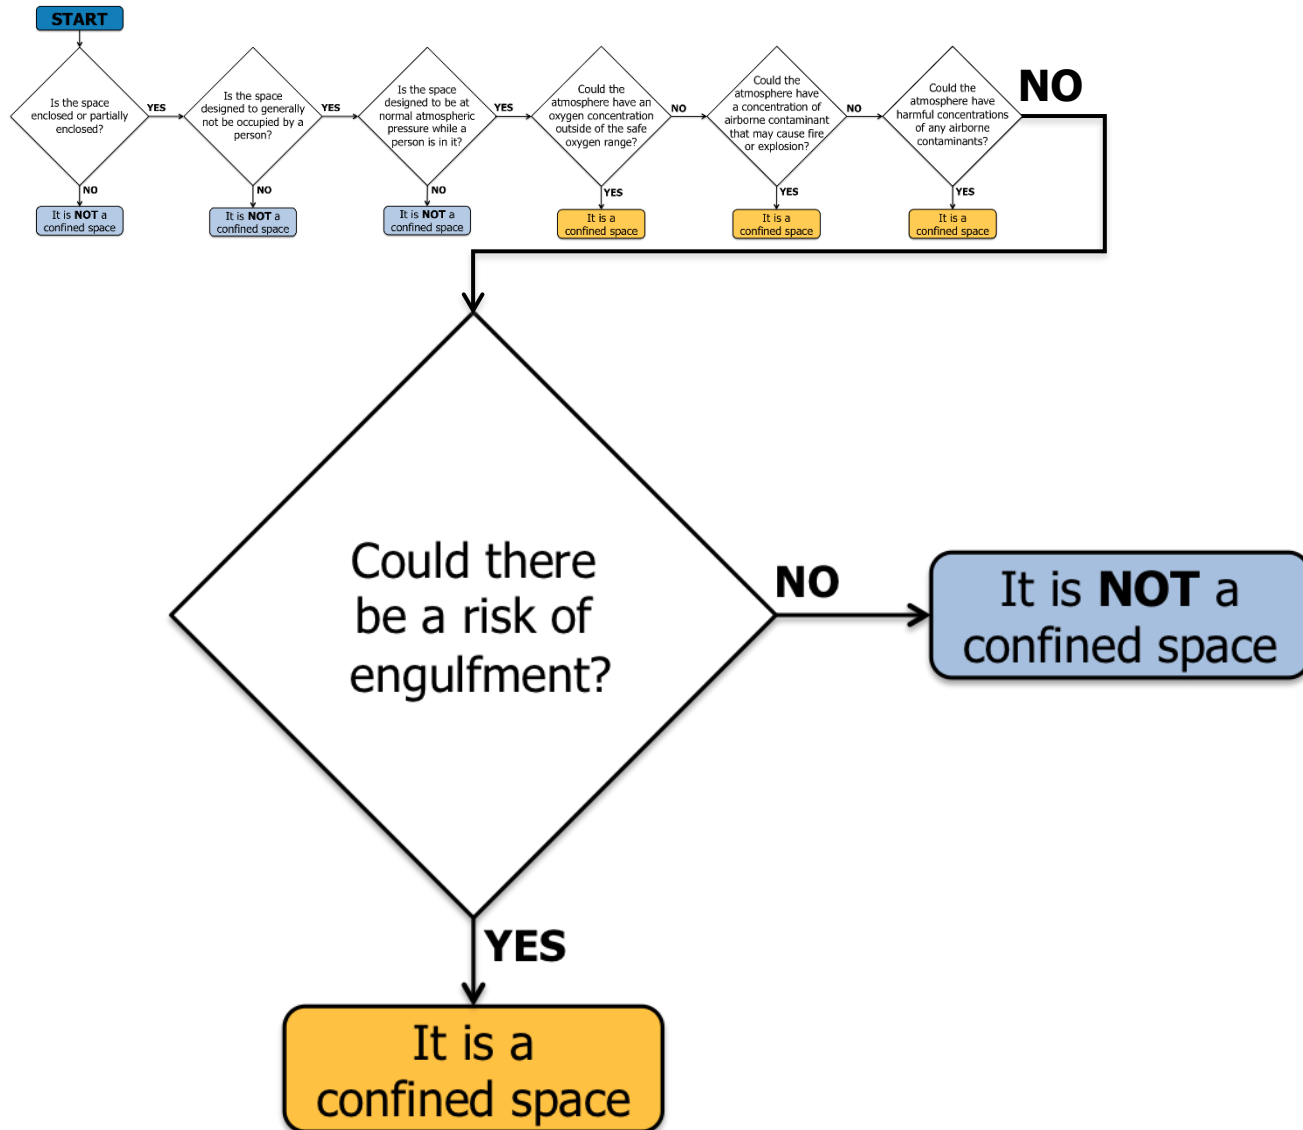 START
Is the space
enclosed or partially
enclosed?
YES
NO
It is NOT a
confined space
Is the space
designed to generally
not be occupied by a
person?
YES
NO
It is NOT a
confined space
Is the space
designed to be at
normal atmospheric
pressure while a
person is in it?
YES
NO
It is NOT a
confined space
Could the
atmosphere have an
oxygen concentration
outside of the safe
oxygen range?
NO
YES
It is a
confined space
Could the
atmosphere have
a concentration of
airborne contaminant
that may cause fire
or explosion?
NO
YES
It is a
confined space
Could the
atmosphere have
harmful concentrations
of any airborne
contaminants?
NO
YES
It is a
confined space
Could there
be a risk of
engulfment?
NO
It is NOT a
confined space
YES
It is a
confined space